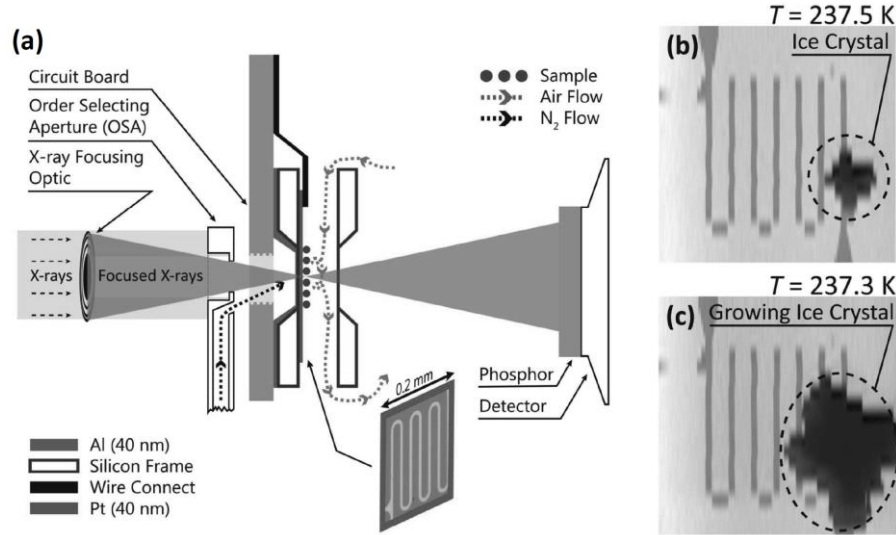 (a)
Circuit Board
Order Selecting
Aperture (OSA)
X-ray Focusing
Optic
Sample
Air Flow
N₂ Flow
X-rays
Focused X-rays
0.2 mm
Phosphor
Detector
Al (40 nm)
Silicon Frame
Wire Connect
Pt (40 nm)
T = 237.5 K
(b)
Ice Crystal
T = 237.3 K
(c)
Growing Ice Crystal